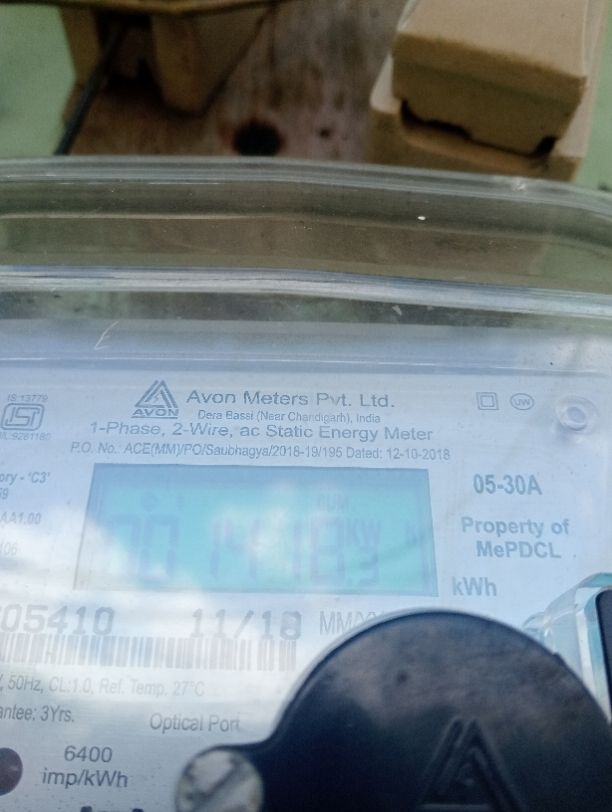 IS:13779
AVON
Avon Meters Pvt. Ltd.
Dera Bassi (Near Chandigarh), India
1-Phase, 2-Wire, ac Static Energy Meter
P.O. No.: ACE(MM)/PO/Saubhagya/2018-19/195 Dated: 12-10-2018
UW
ory - 'C3'
AA1.00
05-30A
Property of
MePDCL
kWh
05410 11/18
, 50Hz, CL:1.0, Ref. Temp. 27°C
antee: 3Yrs.
Optical Port
6400
imp/kWh